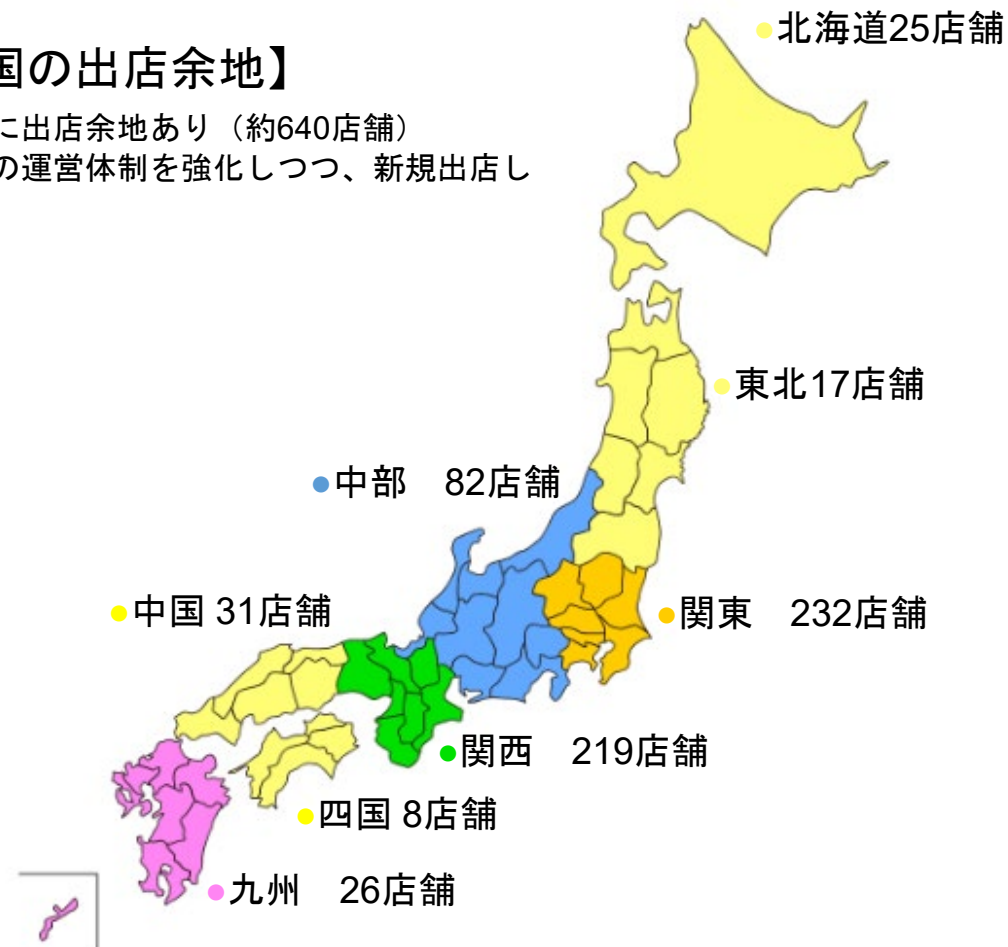 北海道25店舗
国の出店余地】
に出店余地あり（約640店舗）
の運営体制を強化しつつ、新規出店し
東北17店舗
中部　82店舗
中国 31店舗
関東　232店舗
関西　219店舗
四国 8店舗
九州　26店舗